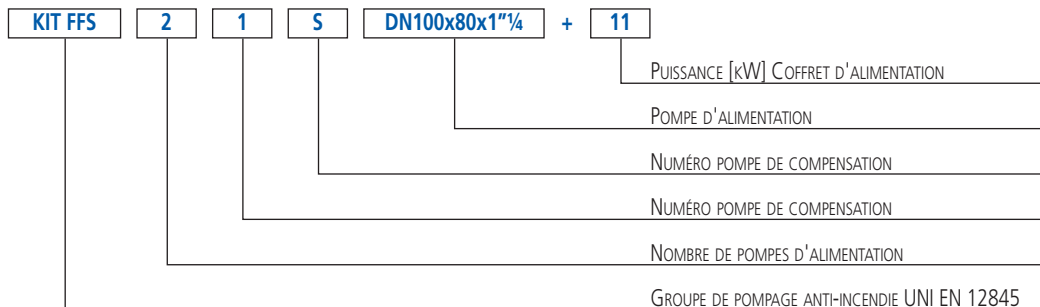 KIT FFS 2 1 S DN100x80x1"¼ + 11
Puissance [kW] Coffret d'alimentation
Pompe d'alimentation
Numéro pompe de compensation
Numéro pompe de compensation
Nombre de pompes d'alimentation
Groupe de pompage anti-incendie UNI EN 12845